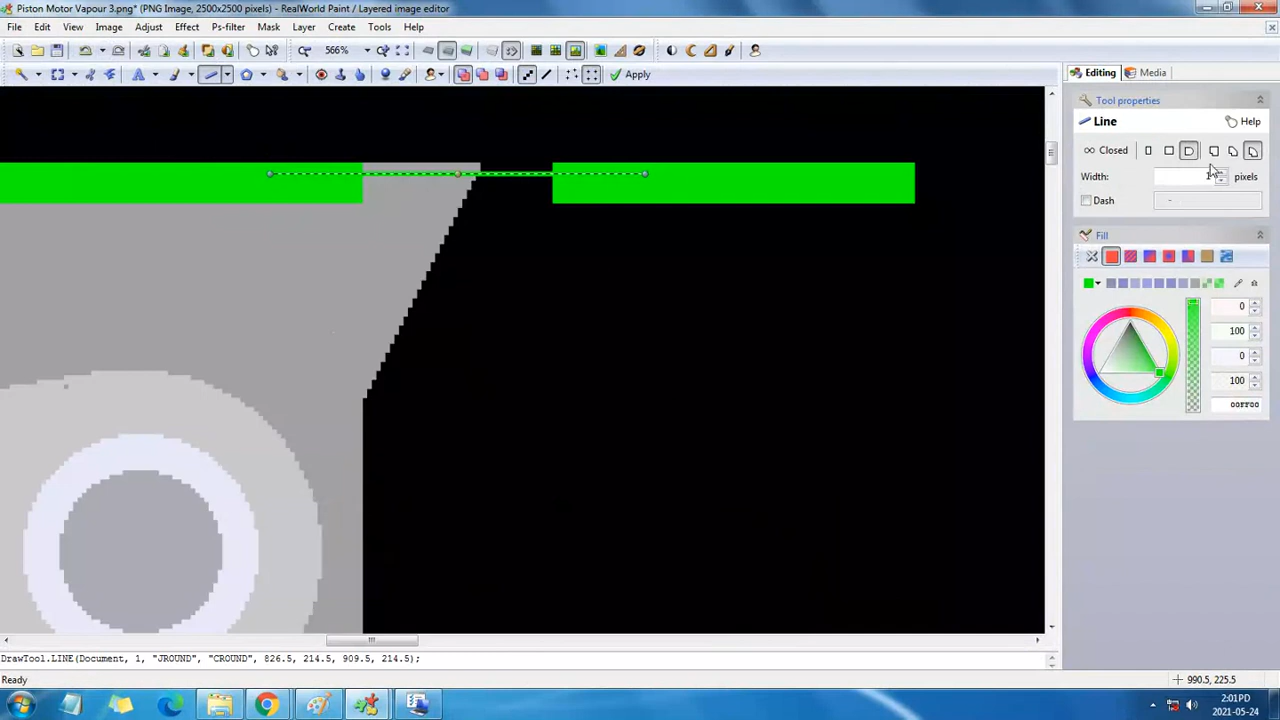 Piston Motor Vapour 3.png* (PNG Image, 2500x2500 pixels) - RealWorld Paint / Layered image editor
File Edit View Image Adjust Effect Ps-filter Mask Layer Create Tools Help
566%
Apply
Editing Media
Tool properties
Line Help
Closed
Width: 1 pixels
Dash -
Fill
0
100
0
100
00FF00
DrawTool.LINE(Document, 1, "JROUND", "CROUND", 826.5, 214.5, 909.5, 214.5);
Ready 990.5, 225.5
2:01PD
2021-05-24